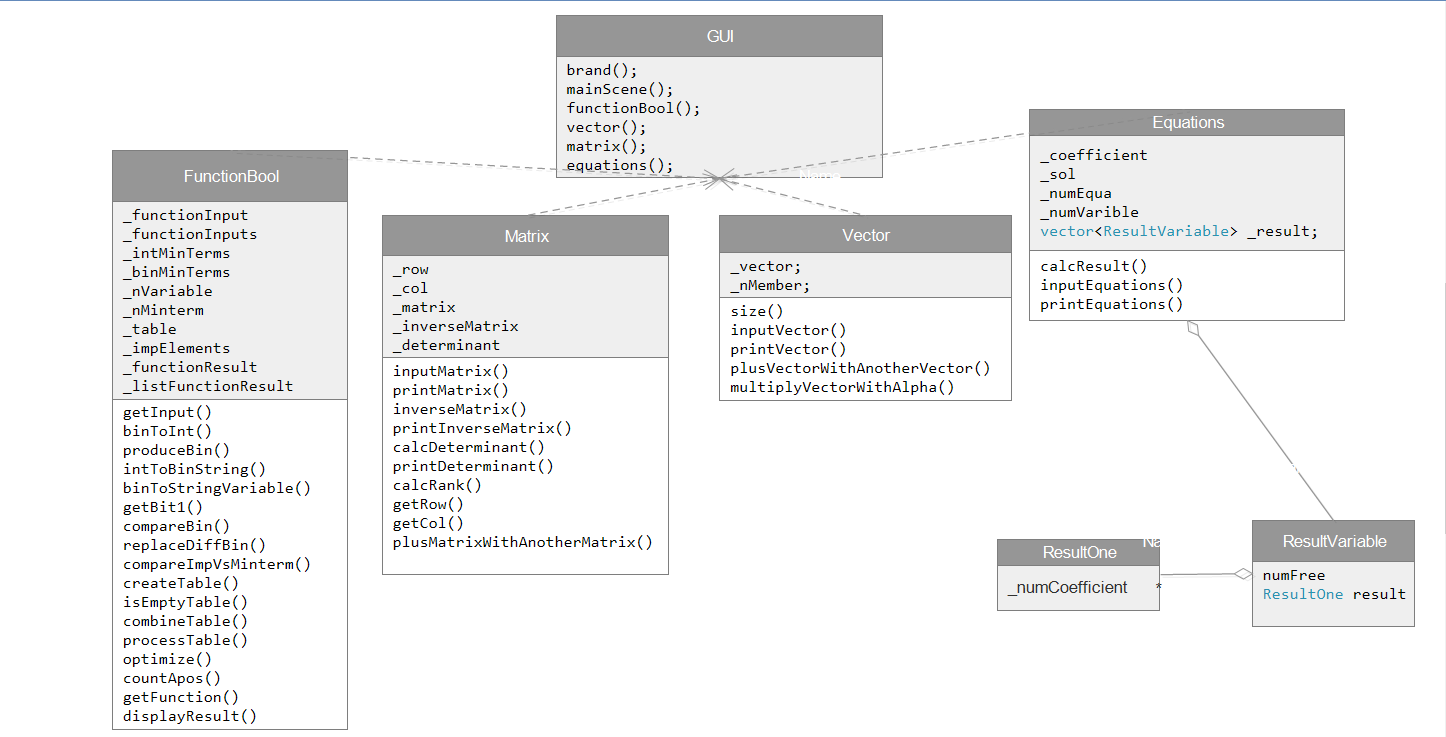 GUI
brand();
mainScene();
functionBool();
vector();
matrix();
equations();
Name
FunctionBool
_functionInput
_functionInputs
_intMinTerms
_binMinTerms
_nVariable
_nMinterm
_table
_impElements
_functionResult
_listFunctionResult
getInput()
binToInt()
produceBin()
intToBinString()
binToStringVariable()
getBit1()
compareBin()
replaceDiffBin()
compareImpVsMinterm()
createTable()
isEmptyTable()
combineTable()
processTable()
optimize()
countApos()
getFunction()
displayResult()
Matrix
_row
_col
_matrix
_inverseMatrix
_determinant
inputMatrix()
printMatrix()
inverseMatrix()
printInverseMatrix()
calcDeterminant()
printDeterminant()
calcRank()
getRow()
getCol()
plusMatrixWithAnotherMatrix()
Vector
_vector;
_nMember;
size()
inputVector()
printVector()
plusVectorWithAnotherVector()
multiplyVectorWithAlpha()
Equations
_coefficient
_sol
_numEqua
_numVarible
vector<ResultVariable> _result;
calcResult()
inputEquations()
printEquations()
ResultOne
Na
_numCoefficient
*
ResultVariable
numFree
ResultOne result